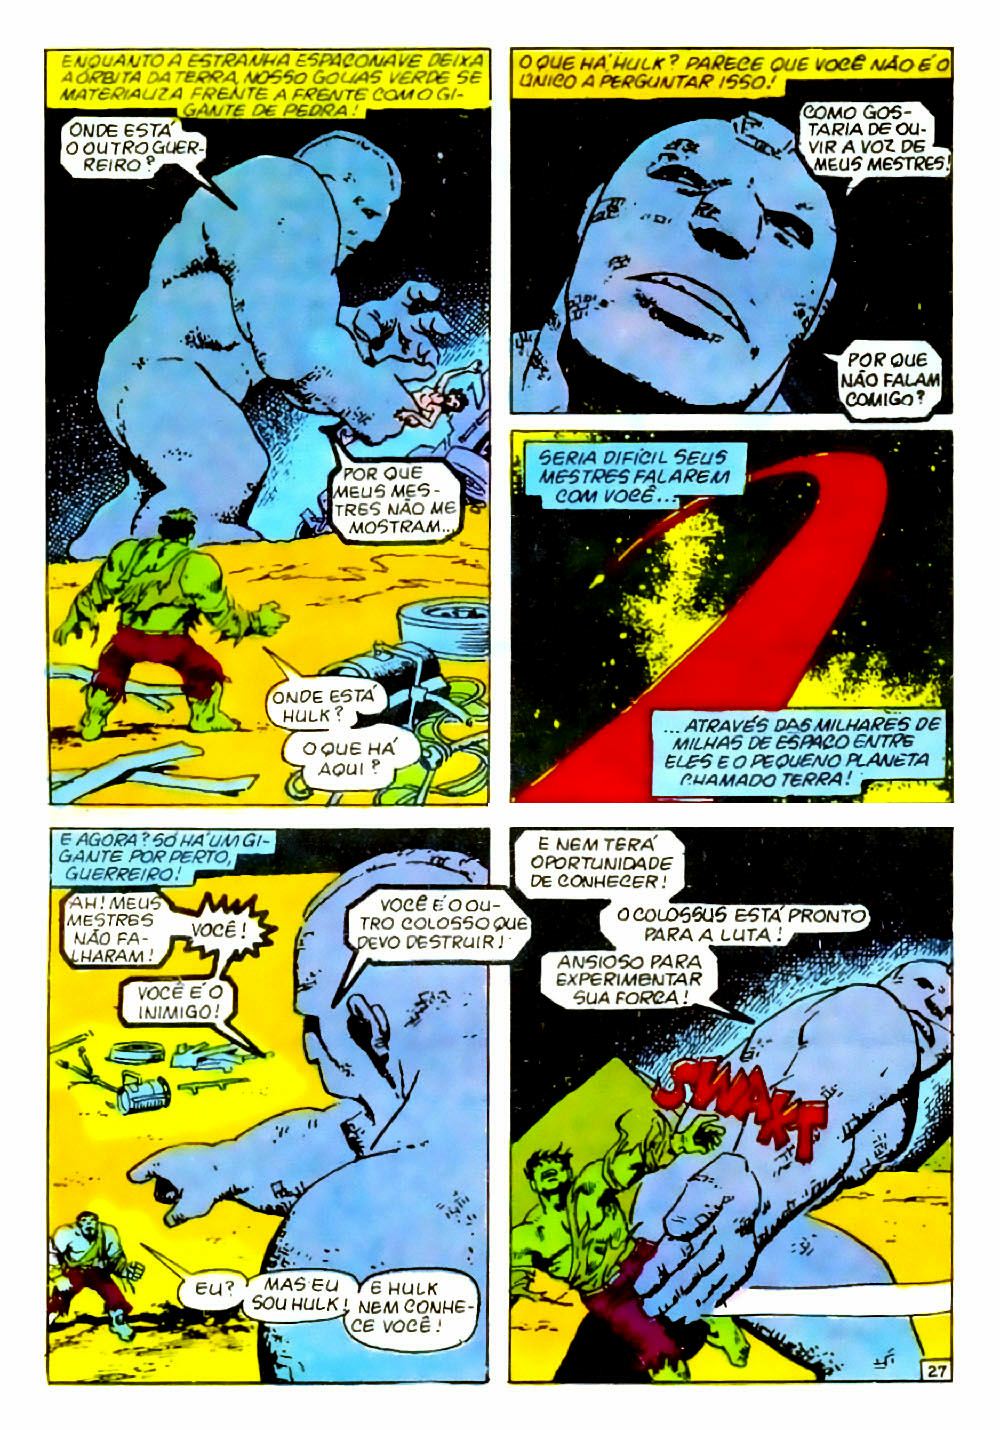 ENQUANTO A ESTRANHA ESPAÇONAVE DEIXA
A ÓRBITA DA TERRA, NOSSO GOLIAS VERDE SE
MATERIALIZA FRENTE A FRENTE COM O GI-
GANTE DE PEDRA!
ONDE ESTÁ
O OUTRO GUER-
REIRO?
POR QUE
MEUS MES-
TRES NÃO ME
MOSTRAM...
ONDE ESTÁ
HULK?
O QUE HÁ
AQUI?
O QUE HÁ HULK? PARECE QUE VOCÊ NÃO É O
ÚNICO A PERGUNTAR ISSO!
COMO GOS-
TARIA DE OU-
VIR A VOZ DE
MEUS MESTRES!
POR QUE
NÃO FALAM
COMIGO?
SERIA DIFÍCIL SEUS
MESTRES FALAREM
COM VOCÊ...
...ATRAVÉS DAS MILHARES DE
MILHAS DE ESPAÇO ENTRE
ELES E O PEQUENO PLANETA
CHAMADO TERRA!
E AGORA? SÓ HÁ UM GI-
GANTE POR PERTO,
GUERREIRO!
AH! MEUS
MESTRES
NÃO FA-
LHARAM!
VOCÊ!
VOCÊ É O
INIMIGO!
VOCÊ É O OU-
TRO COLOSSO QUE
DEVO DESTRUIR!
EU?
MAS EU
SOU HULK!
E HULK
NEM CONHE-
CE VOCÊ!
E NEM TERÁ
OPORTUNIDADE
DE CONHECER!
O COLOSSUS ESTÁ PRONTO
PARA A LUTA!
ANSIOSO PARA
EXPERIMENTAR
SUA FORÇA!
SWAKT
27